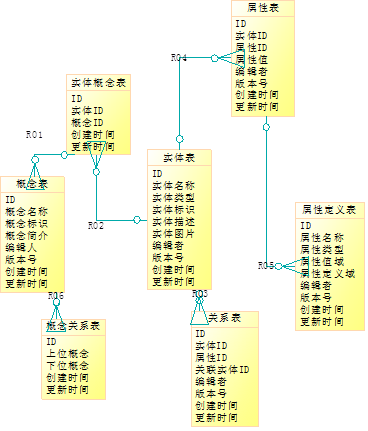 属性表
ID
实体ID
属性ID
属性值
编辑者
版本号
创建时间
更新时间
R04
实体概念表
ID
实体ID
概念ID
创建时间
更新时间
R01
概念表
ID
概念名称
概念标识
概念简介
编辑人
版本号
创建时间
更新时间
R02
实体表
ID
实体名称
实体类型
实体标识
实体描述
实体图片
编辑者
版本号
创建时间
更新时间
属性定义表
ID
属性名称
属性类型
属性值域
属性定义域
编辑者
版本号
创建时间
更新时间
R05
R06
概念关系表
ID
上位概念
下位概念
创建时间
更新时间
R03
关系表
ID
实体ID
属性ID
关联实体ID
编辑者
版本号
创建时间
更新时间